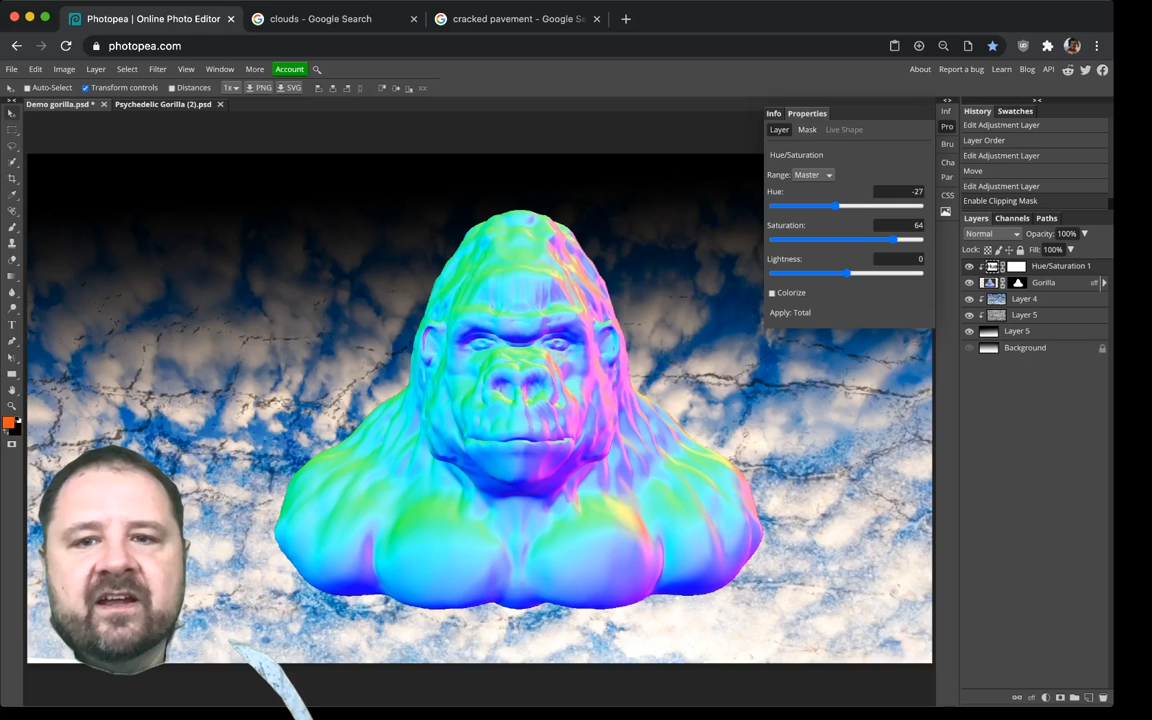 Photopea | Online Photo Editor
clouds - Google Search
cracked pavement - Google Se
photopea.com
File Edit Image Layer Select Filter View Window More Account
About Report a bug Learn Blog API
Auto-Select Transform controls Distances 1x PNG SVG
Demo gorilla.psd * Psychedelic Gorilla (2).psd
Info Properties
Layer Mask Live Shape
Hue/Saturation
Range: Master
Hue: -27
Saturation: 64
Lightness: 0
Colorize
Apply: Total
Inf
Pro
Bru
Cha
Par
CSS
History Swatches
Edit Adjustment Layer
Layer Order
Edit Adjustment Layer
Move
Edit Adjustment Layer
Enable Clipping Mask
Layers Channels Paths
Normal Opacity: 100%
Lock: Fill: 100%
Hue/Saturation 1
Gorilla eff
Layer 4
Layer 5
Layer 5
Background
eff